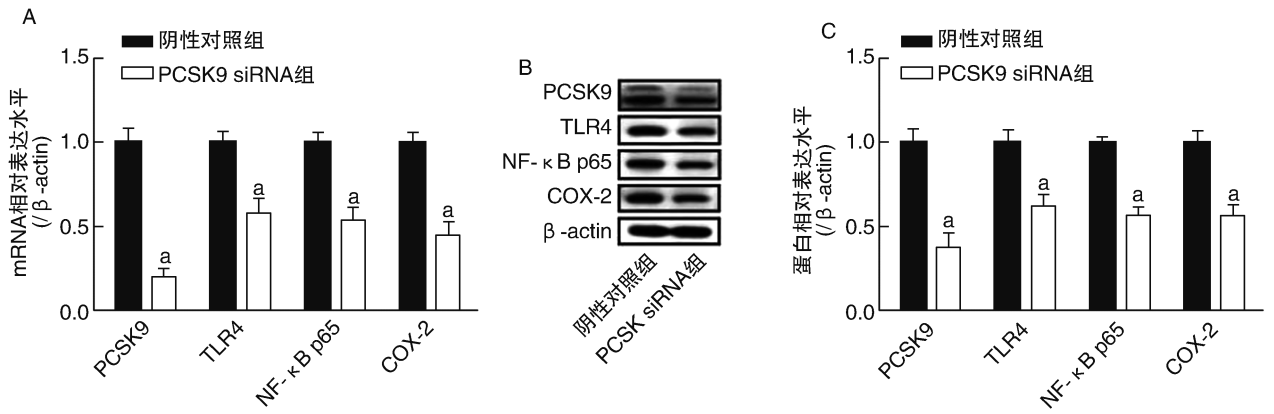 A
阴性对照组
PCSK9 siRNA组
mRNA相对表达水平
(/β-actin)
1.5
1.0
0.5
0.0
a
a
a
a
PCSK9
TLR4
NF-κB p65
COX-2
B
PCSK9
TLR4
NF-κB p65
COX-2
β-actin
阴性对照组
PCSK siRNA组
C
阴性对照组
PCSK9 siRNA组
蛋白相对表达水平
(/β-actin)
1.5
1.0
0.5
0.0
a
a
a
a
PCSK9
TLR4
NF-κB p65
COX-2